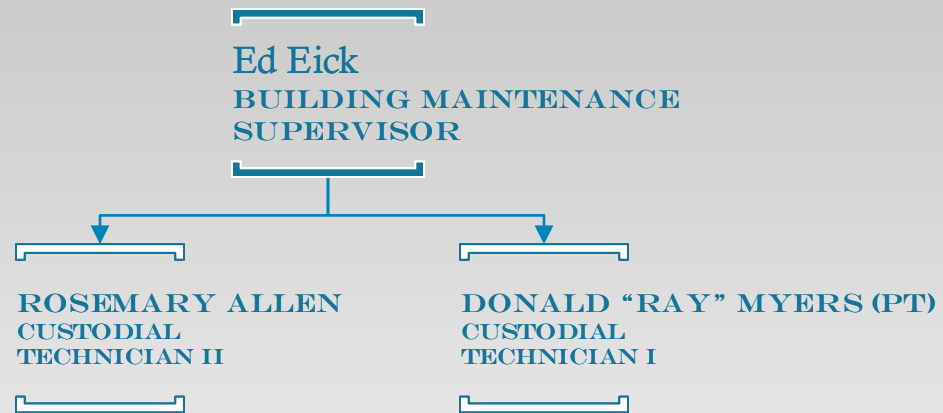 Ed Eick
BUILDING MAINTENANCE
SUPERVISOR
ROSEMARY ALLEN
CUSTODIAL
TECHNICIAN II
DONALD “RAY” MYERS (PT)
CUSTODIAL
TECHNICIAN I